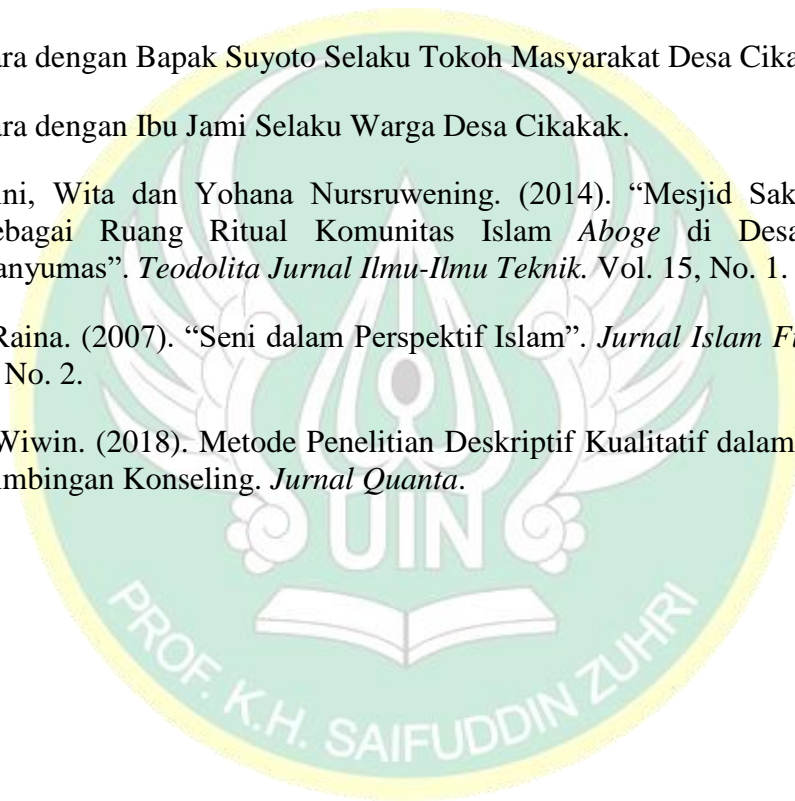 ara dengan Bapak Suyoto Selaku Tokoh Masyarakat Desa Cika
ara dengan Ibu Jami Selaku Warga Desa Cikakak.
ni, Wita dan Yohana Nursruwening. (2014). “Mesjid Sak
ebagai Ruang Ritual Komunitas Islam Aboge di Desa
anyumas”. Teodolita Jurnal Ilmu-Ilmu Teknik. Vol. 15, No. 1.
Raina. (2007). “Seni dalam Perspektif Islam”. Jurnal Islam F
No. 2.
Wiwin. (2018). Metode Penelitian Deskriptif Kualitatif dalam
imbingan Konseling. Jurnal Quanta.
UIN
PROF. K.H. SAIFUDDIN ZUHRI